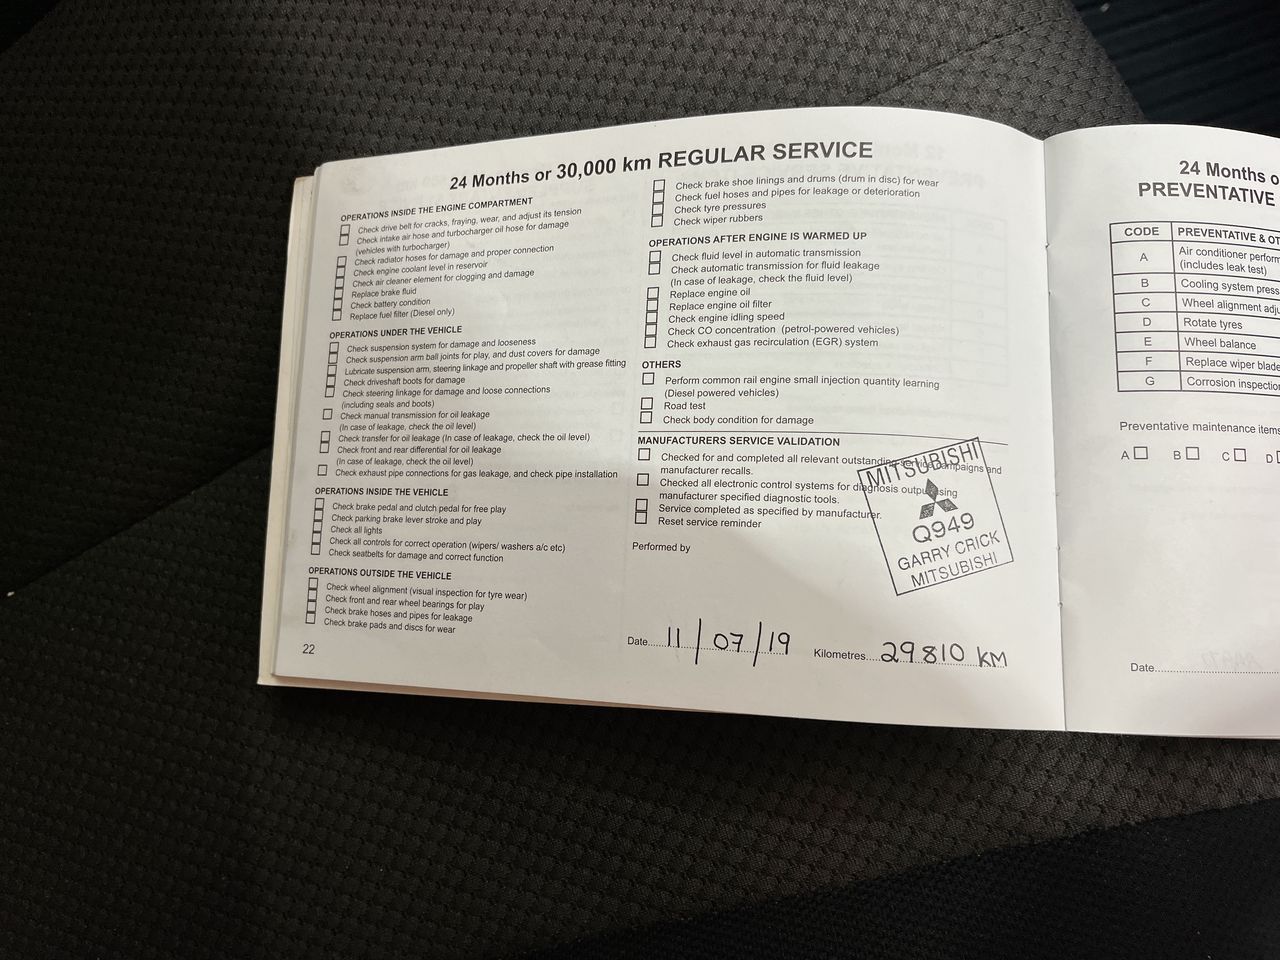 24 Months or 30,000 km REGULAR SERVICE
OPERATIONS INSIDE THE ENGINE COMPARTMENT
Check drive belt for cracks, fraying, wear, and adjust its tension
Check intake air hose and turbocharger oil hose for damage
(vehicles with turbocharger)
Check radiator hoses for damage and proper connection
Check engine coolant level in reservoir
Check air cleaner element for clogging and damage
Replace brake fluid
Check battery condition
Replace fuel filter (Diesel only)
OPERATIONS UNDER THE VEHICLE
Check suspension system for damage and looseness
Check suspension arm ball joints for play, and dust covers for damage
Lubricate suspension arm, steering linkage and propeller shaft with grease fitting
Check driveshaft boots for damage
Check steering linkage for damage and loose connections
(including seals and boots)
Check manual transmission for oil leakage
(In case of leakage, check the oil level)
Check transfer for oil leakage (In case of leakage, check the oil level)
Check front and rear differential for oil leakage
(In case of leakage, check the oil level)
Check exhaust pipe connections for gas leakage, and check pipe installation
OPERATIONS INSIDE THE VEHICLE
Check brake pedal and clutch pedal for free play
Check parking brake lever stroke and play
Check all lights
Check all controls for correct operation (wipers/ washers a/c etc)
Check seatbelts for damage and correct function
OPERATIONS OUTSIDE THE VEHICLE
Check wheel alignment (visual inspection for tyre wear)
Check front and rear wheel bearings for play
Check brake hoses and pipes for leakage
Check brake pads and discs for wear
22
Check brake shoe linings and drums (drum in disc) for wear
Check fuel hoses and pipes for leakage or deterioration
Check tyre pressures
Check wiper rubbers
OPERATIONS AFTER ENGINE IS WARMED UP
Check fluid level in automatic transmission
Check automatic transmission for fluid leakage
(In case of leakage, check the fluid level)
Replace engine oil
Replace engine oil filter
Check engine idling speed
Check CO concentration (petrol-powered vehicles)
Check exhaust gas recirculation (EGR) system
OTHERS
Perform common rail engine small injection quantity learning
(Diesel powered vehicles)
Road test
Check body condition for damage
MANUFACTURERS SERVICE VALIDATION
Checked for and completed all relevant outstanding service campaigns and
manufacturer recalls.
Checked all electronic control systems for diagnosis output using
manufacturer specified diagnostic tools.
Service completed as specified by manufacturer.
Reset service reminder
Performed by
MITSUBISHI
Q949
GARRY CRICK
MITSUBISHI
Date.....11/07/19 Kilometres....29810 KM
24 Months o
PREVENTATIVE
CODE PREVENTATIVE & OT
A Air conditioner perform
(includes leak test)
B Cooling system press
C Wheel alignment adju
D Rotate tyres
E Wheel balance
F Replace wiper blade
G Corrosion inspection
Preventative maintenance items
A B C D
Date